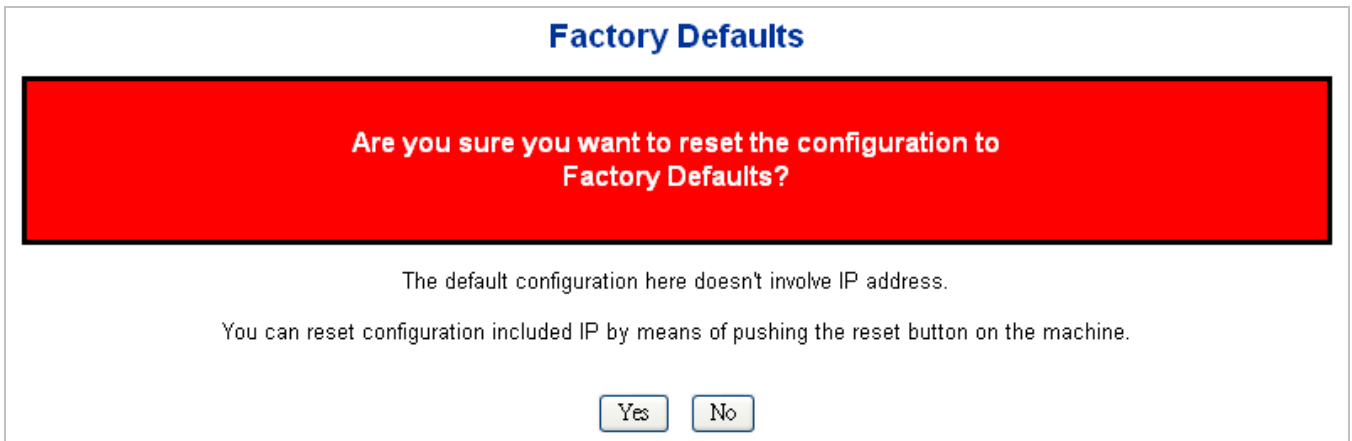 Factory Defaults
Are you sure you want to reset the configuration to
Factory Defaults?
The default configuration here doesn't involve IP address.
You can reset configuration included IP by means of pushing the reset button on the machine.
Yes No